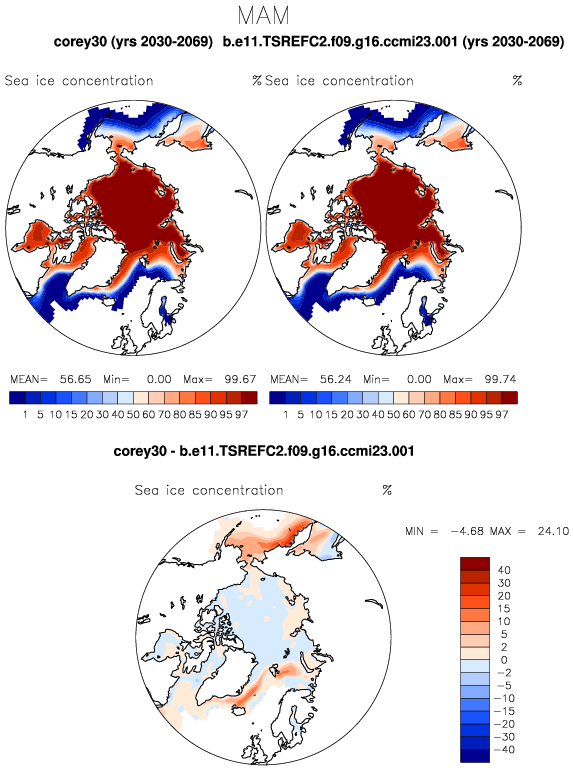 MAM
corey30 (yrs 2030-2069) b.e11.TSREFC2.f09.g16.ccmi23.001 (yrs 2030-2069)
Sea ice concentration % Sea ice concentration %
MEAN= 56.65 Min= 0.00 Max= 99.67 MEAN= 56.24 Min= 0.00 Max= 99.74
1 5 10 15 20 30 40 50 60 70 80 85 90 95 97 1 5 10 15 20 30 40 50 60 70 80 85 90 95 97
corey30 - b.e11.TSREFC2.f09.g16.ccmi23.001
Sea ice concentration %
MIN = -4.68 MAX = 24.10
40
30
20
15
10
5
2
0
-2
-5
-10
-15
-20
-30
-40